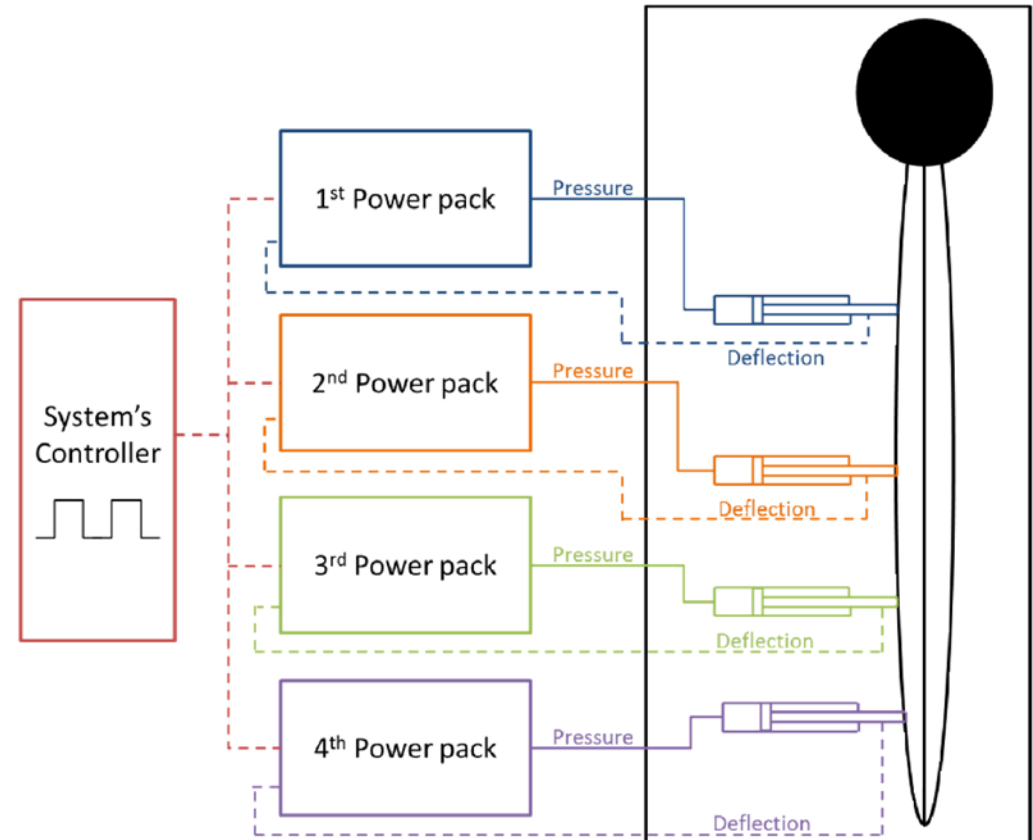 1st Power pack
Pressure
Deflection
2nd Power pack
Pressure
Deflection
System's
Controller
3rd Power pack
Pressure
Deflection
4th Power pack
Pressure
Deflection